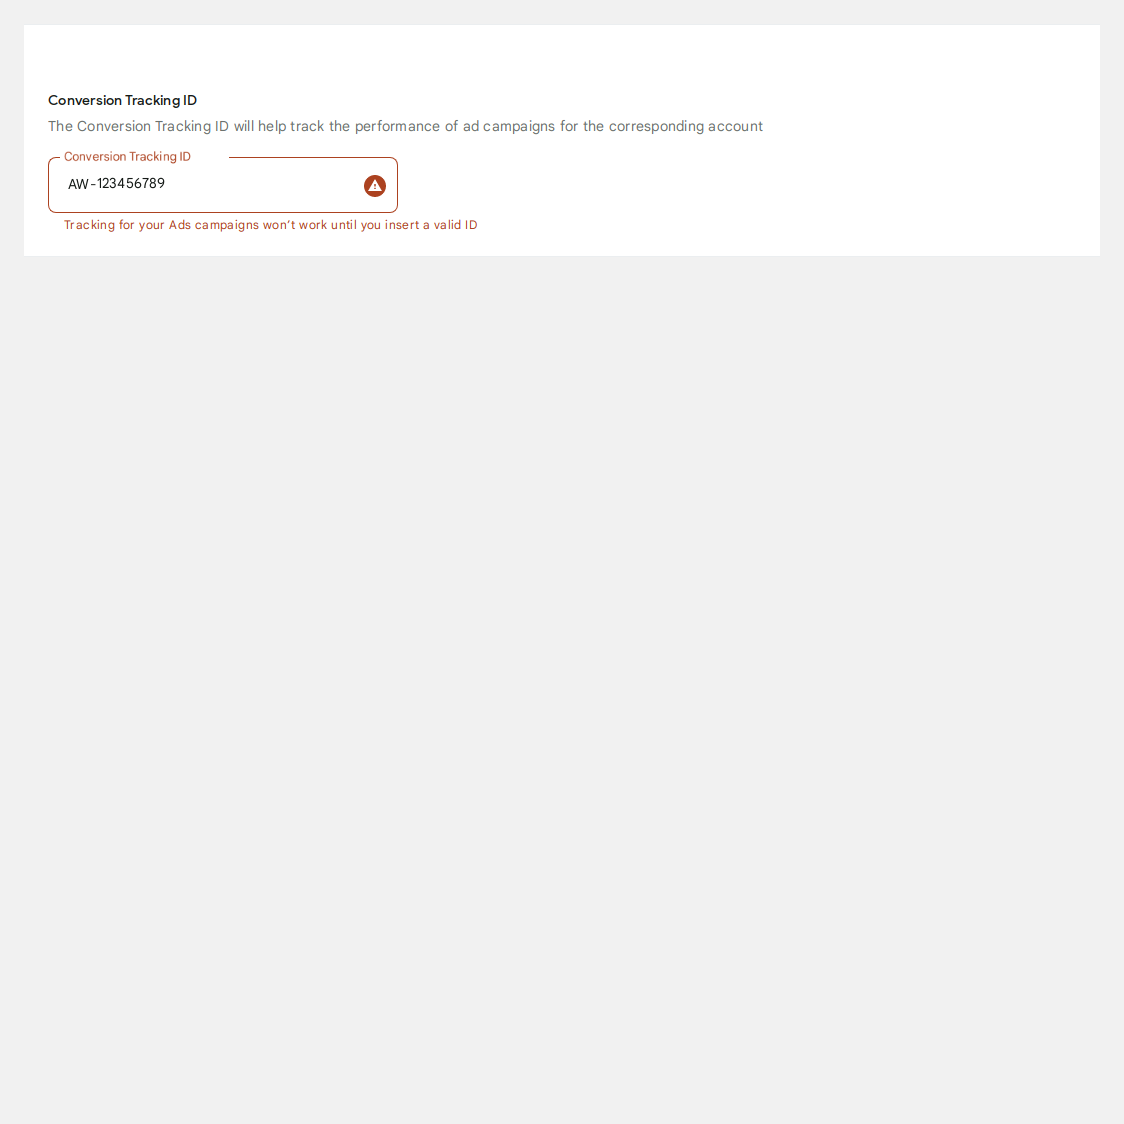 Conversion Tracking ID
The Conversion Tracking ID will help track the performance of ad campaigns for the corresponding account
Conversion Tracking ID
AW-123456789
Tracking for your Ads campaigns won’t work until you insert a valid ID